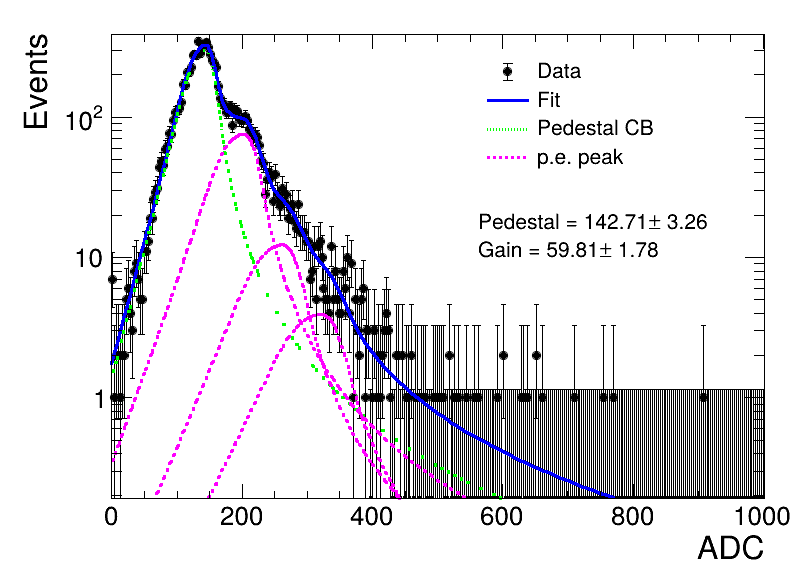 Events
10²
10
1
Data
Fit
Pedestal CB
p.e. peak
Pedestal = 142.71± 3.26
Gain = 59.81± 1.78
0 200 400 600 800 1000
ADC